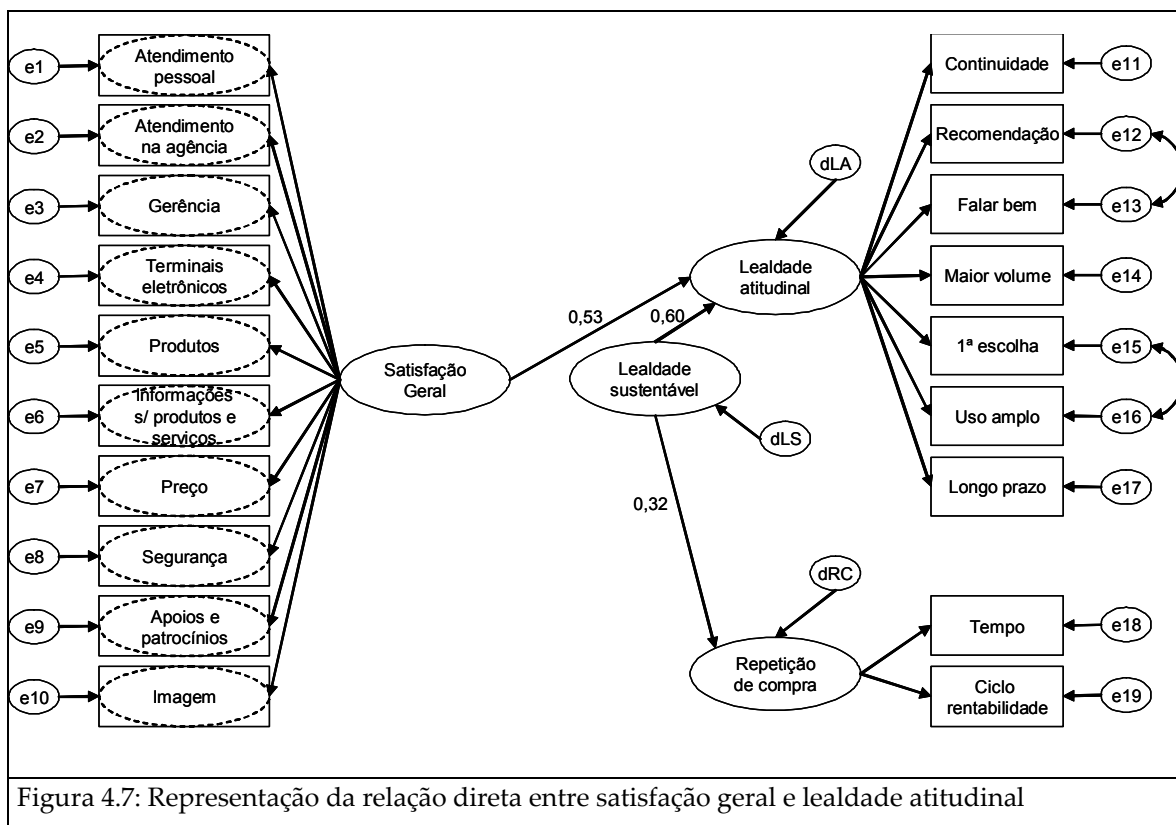 e1
Atendimento
pessoal
e2
Atendimento
na agência
e3
Gerência
e4
Terminais
eletrônicos
e5
Produtos
e6
Informações
s/ produtos e
serviços
e7
Preço
e8
Segurança
e9
Apoios e
patrocínios
e10
Imagem
Satisfação
Geral
0,53
0,60
Lealdade
sustentável
dLS
0,32
dLA
Lealdade
atitudinal
dRC
Repetição
de compra
Continuidade
e11
Recomendação
e12
Falar bem
e13
Maior volume
e14
1ª escolha
e15
Uso amplo
e16
Longo prazo
e17
Tempo
e18
Ciclo
rentabilidade
e19
Figura 4.7: Representação da relação direta entre satisfação geral e lealdade atitudinal